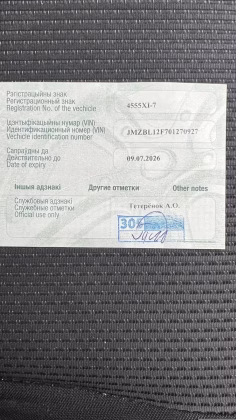 Рэгістрацыйны знак
Регистрационный знак
Registration No. of the vechicle
4555XI-7
Ідэнтыфікацыйны нумар (VIN)
Идентификационный номер (VIN)
Vechicle identification number
JMZBL12F701270927
Сапраўдны да
Действительно до
Date of expiry
09.07.2026
Іншыя адзнакі Другие отметки Other notes
Службовыя адзнакі
Служебные отметки
Official use only
Тетерёнок А.О.